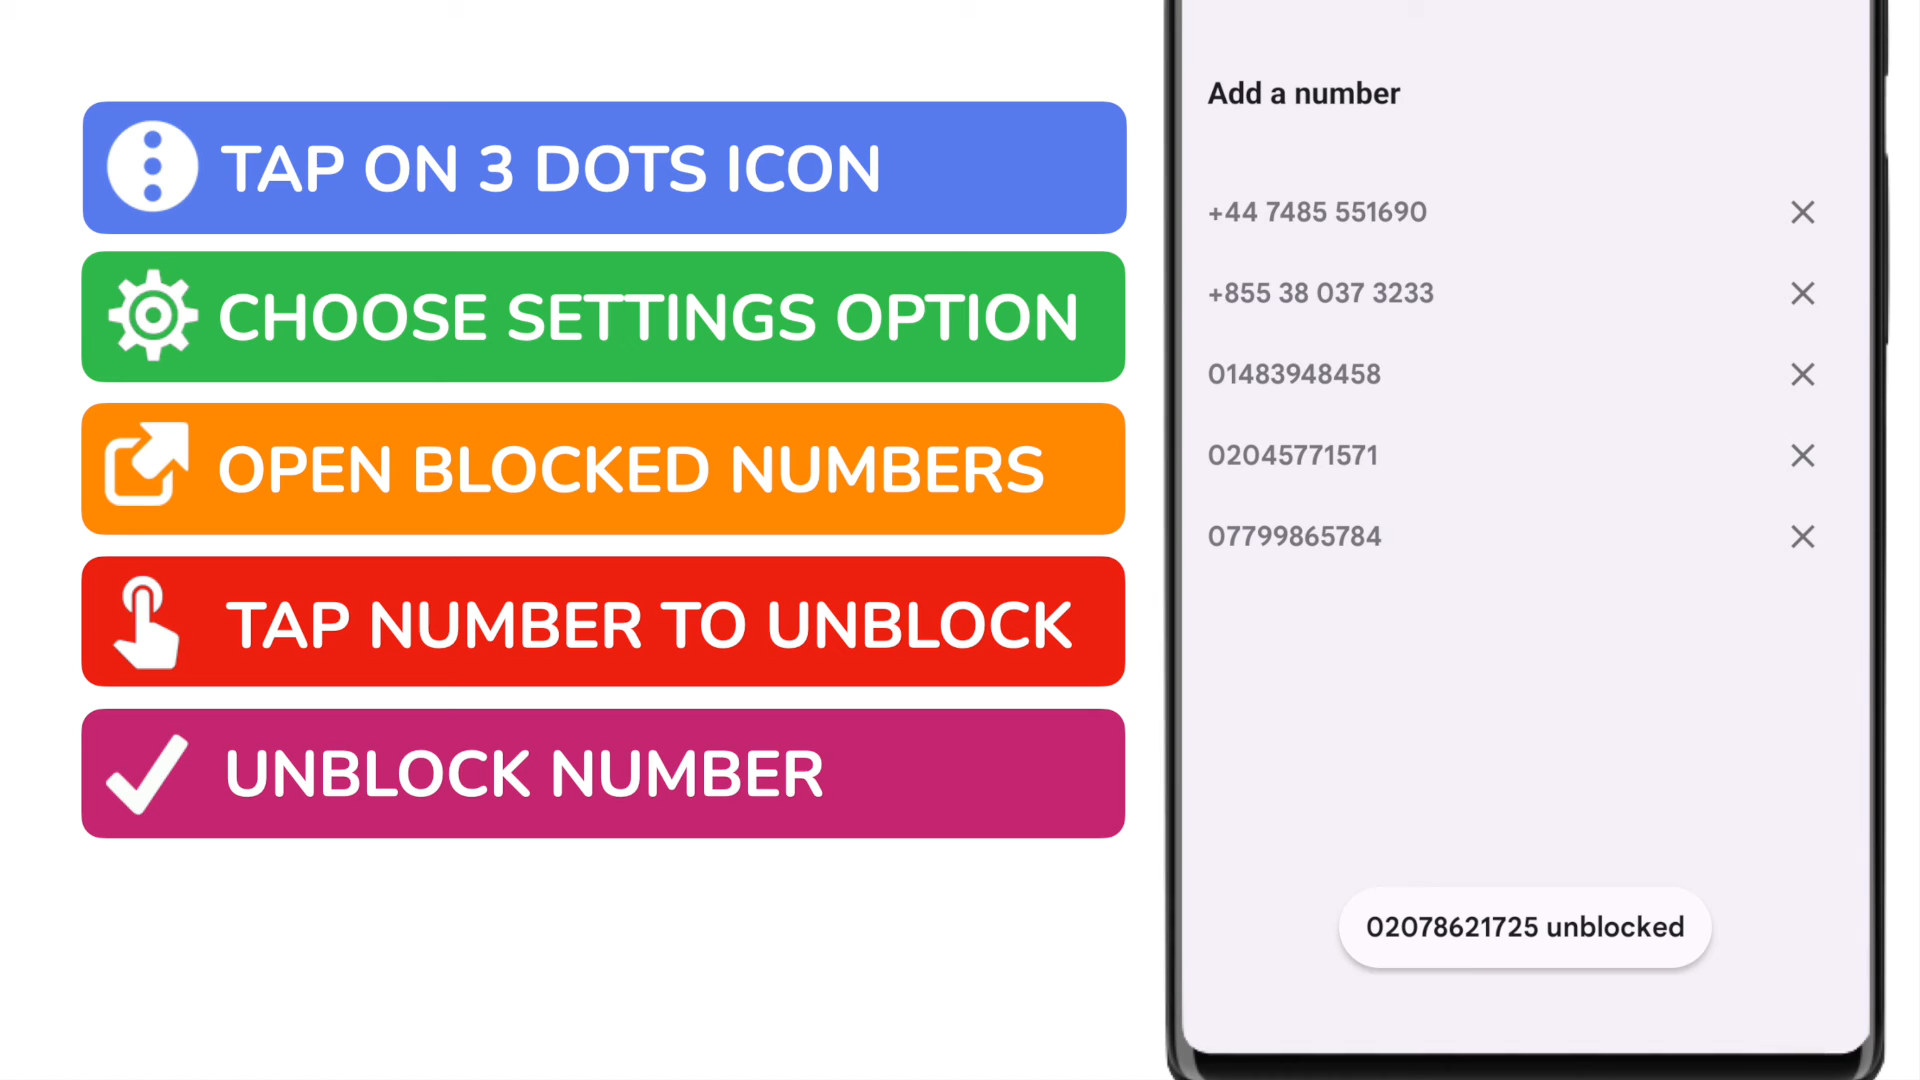 TAP ON 3 DOTS ICON
CHOOSE SETTINGS OPTION
OPEN BLOCKED NUMBERS
TAP NUMBER TO UNBLOCK
UNBLOCK NUMBER
Add a number
+44 7485 551690
+855 38 037 3233
01483948458
02045771571
07799865784
02078621725 unblocked